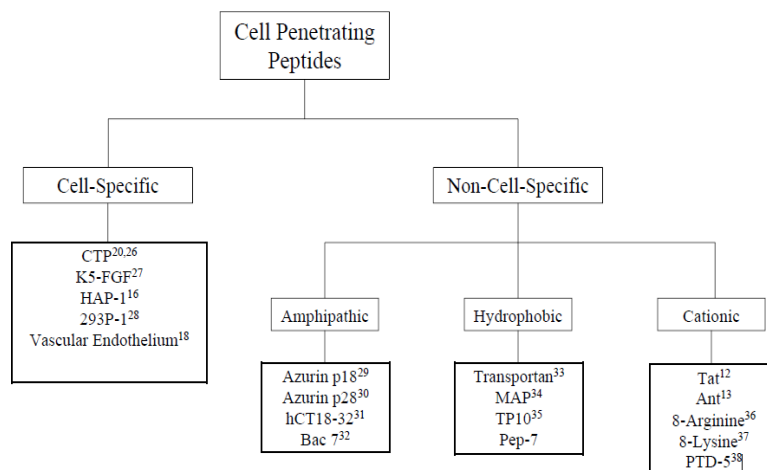 Cell Penetrating
Peptides
Cell-Specific
Non-Cell-Specific
CTP20,26
K5-FGF27
HAP-116
293P-128
Vascular Endothelium18
Amphipathic
Hydrophobic
Cationic
Azurin p1829
Azurin p2830
hCT18-3231
Bac 732
Transportan33
MAP34
TP1035
Pep-7
Tat12
Ant13
8-Arginine36
8-Lysine37
PTD-538